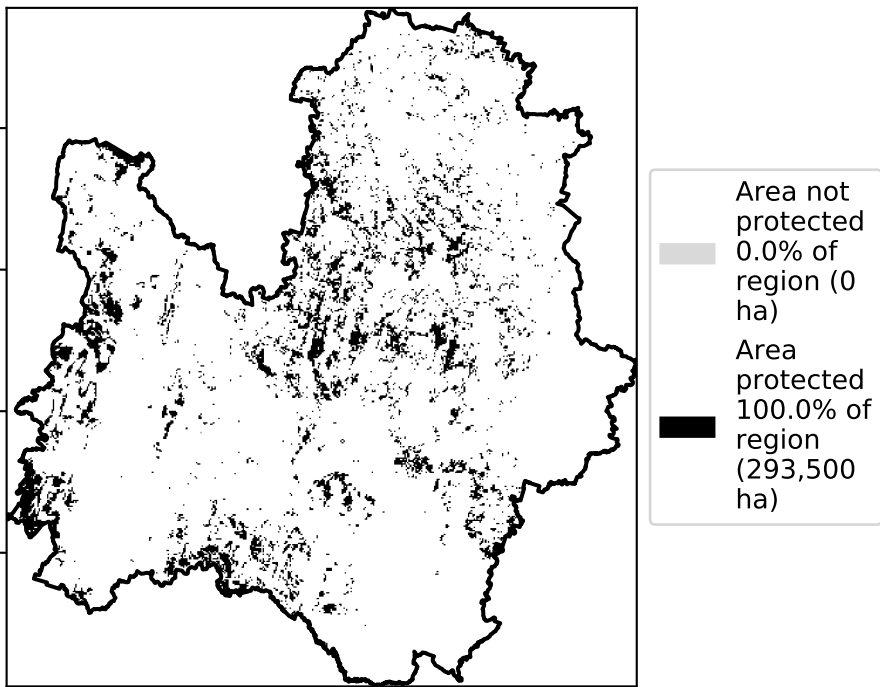 Area not
protected
0.0% of
region (0
ha)
Area
protected
100.0% of
region
(293,500
ha)